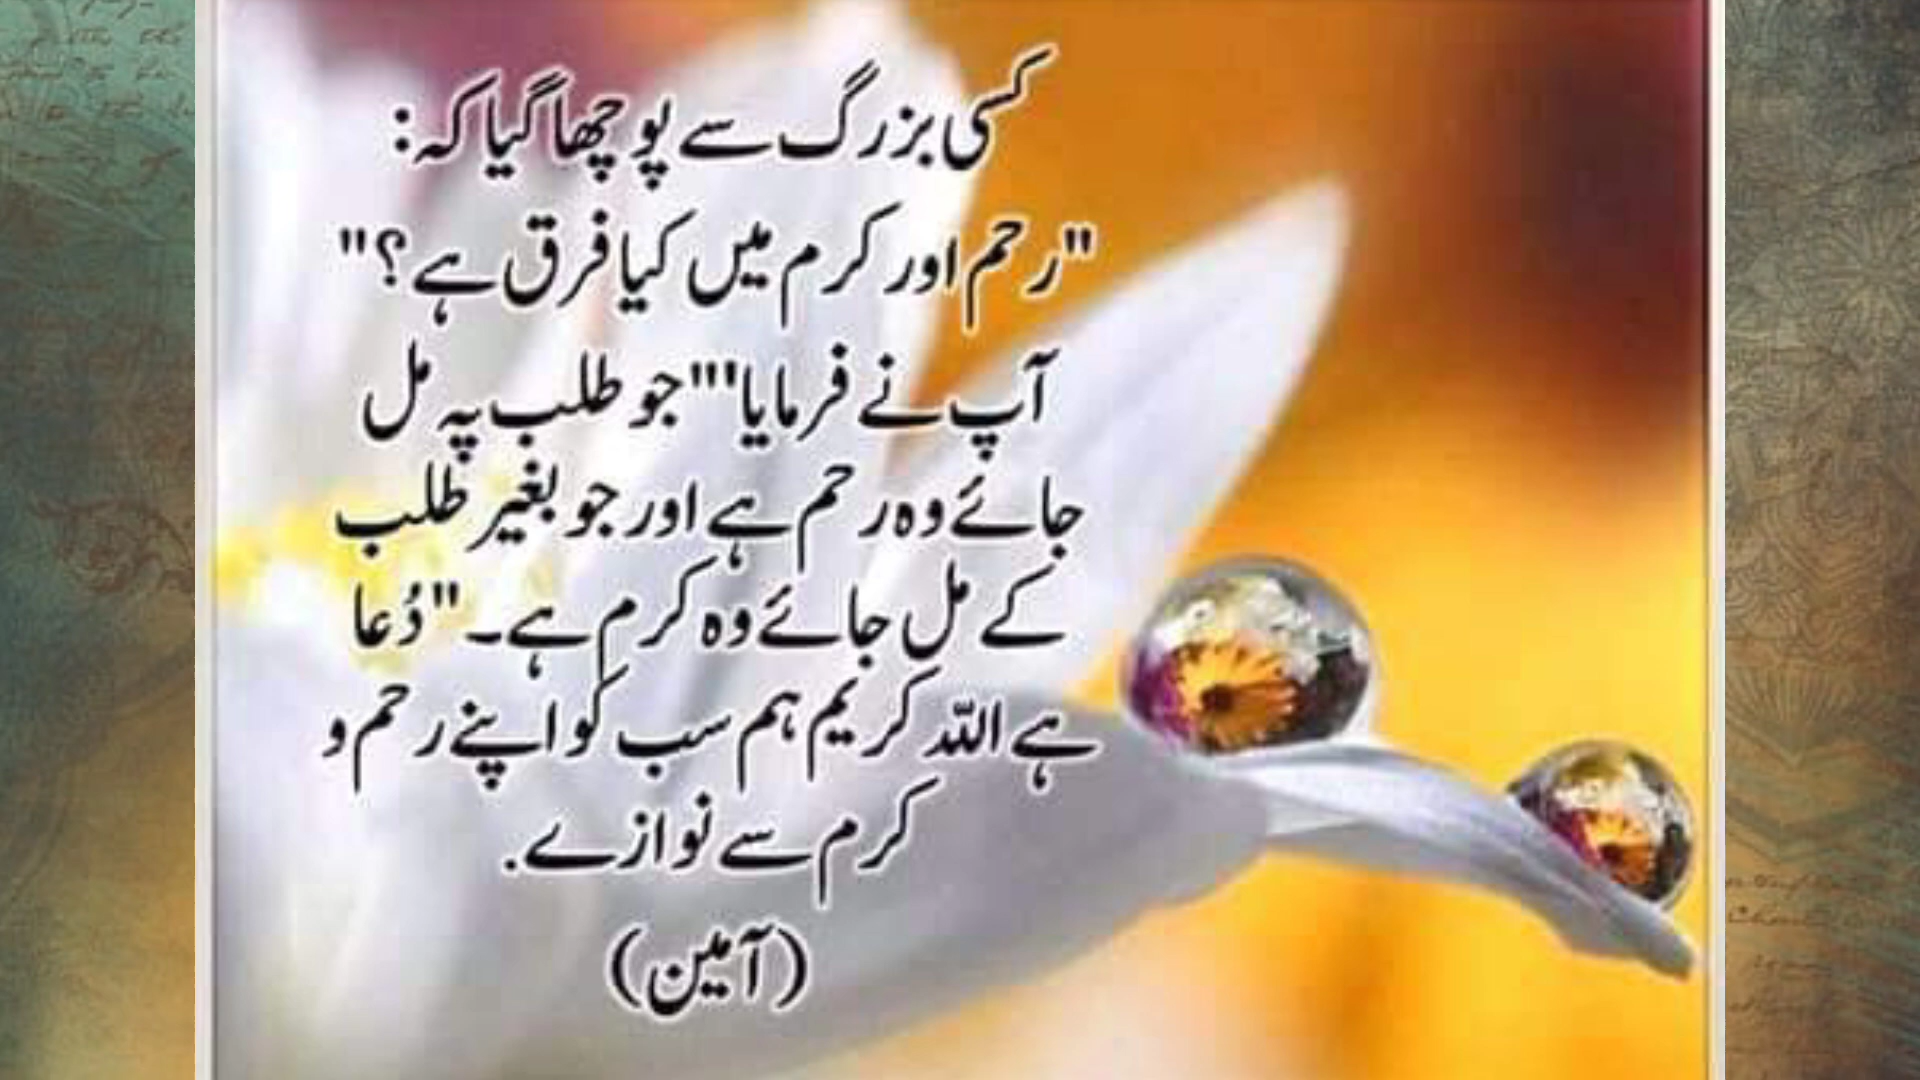 کسی بزرگ سے پوچھا گیا کہ:
"رحم اور کرم میں کیا فرق ہے؟"
آپ نے فرمایا'"جو طلب پہ مل
جائے وہ رحم ہے اور جو بغیر طلب
کے مل جائے وہ کرم ہے۔" دُعا
ہے اللّہ کریم ہم سب کو اپنے رحم و
کرم سے نوازے.
(آمین)